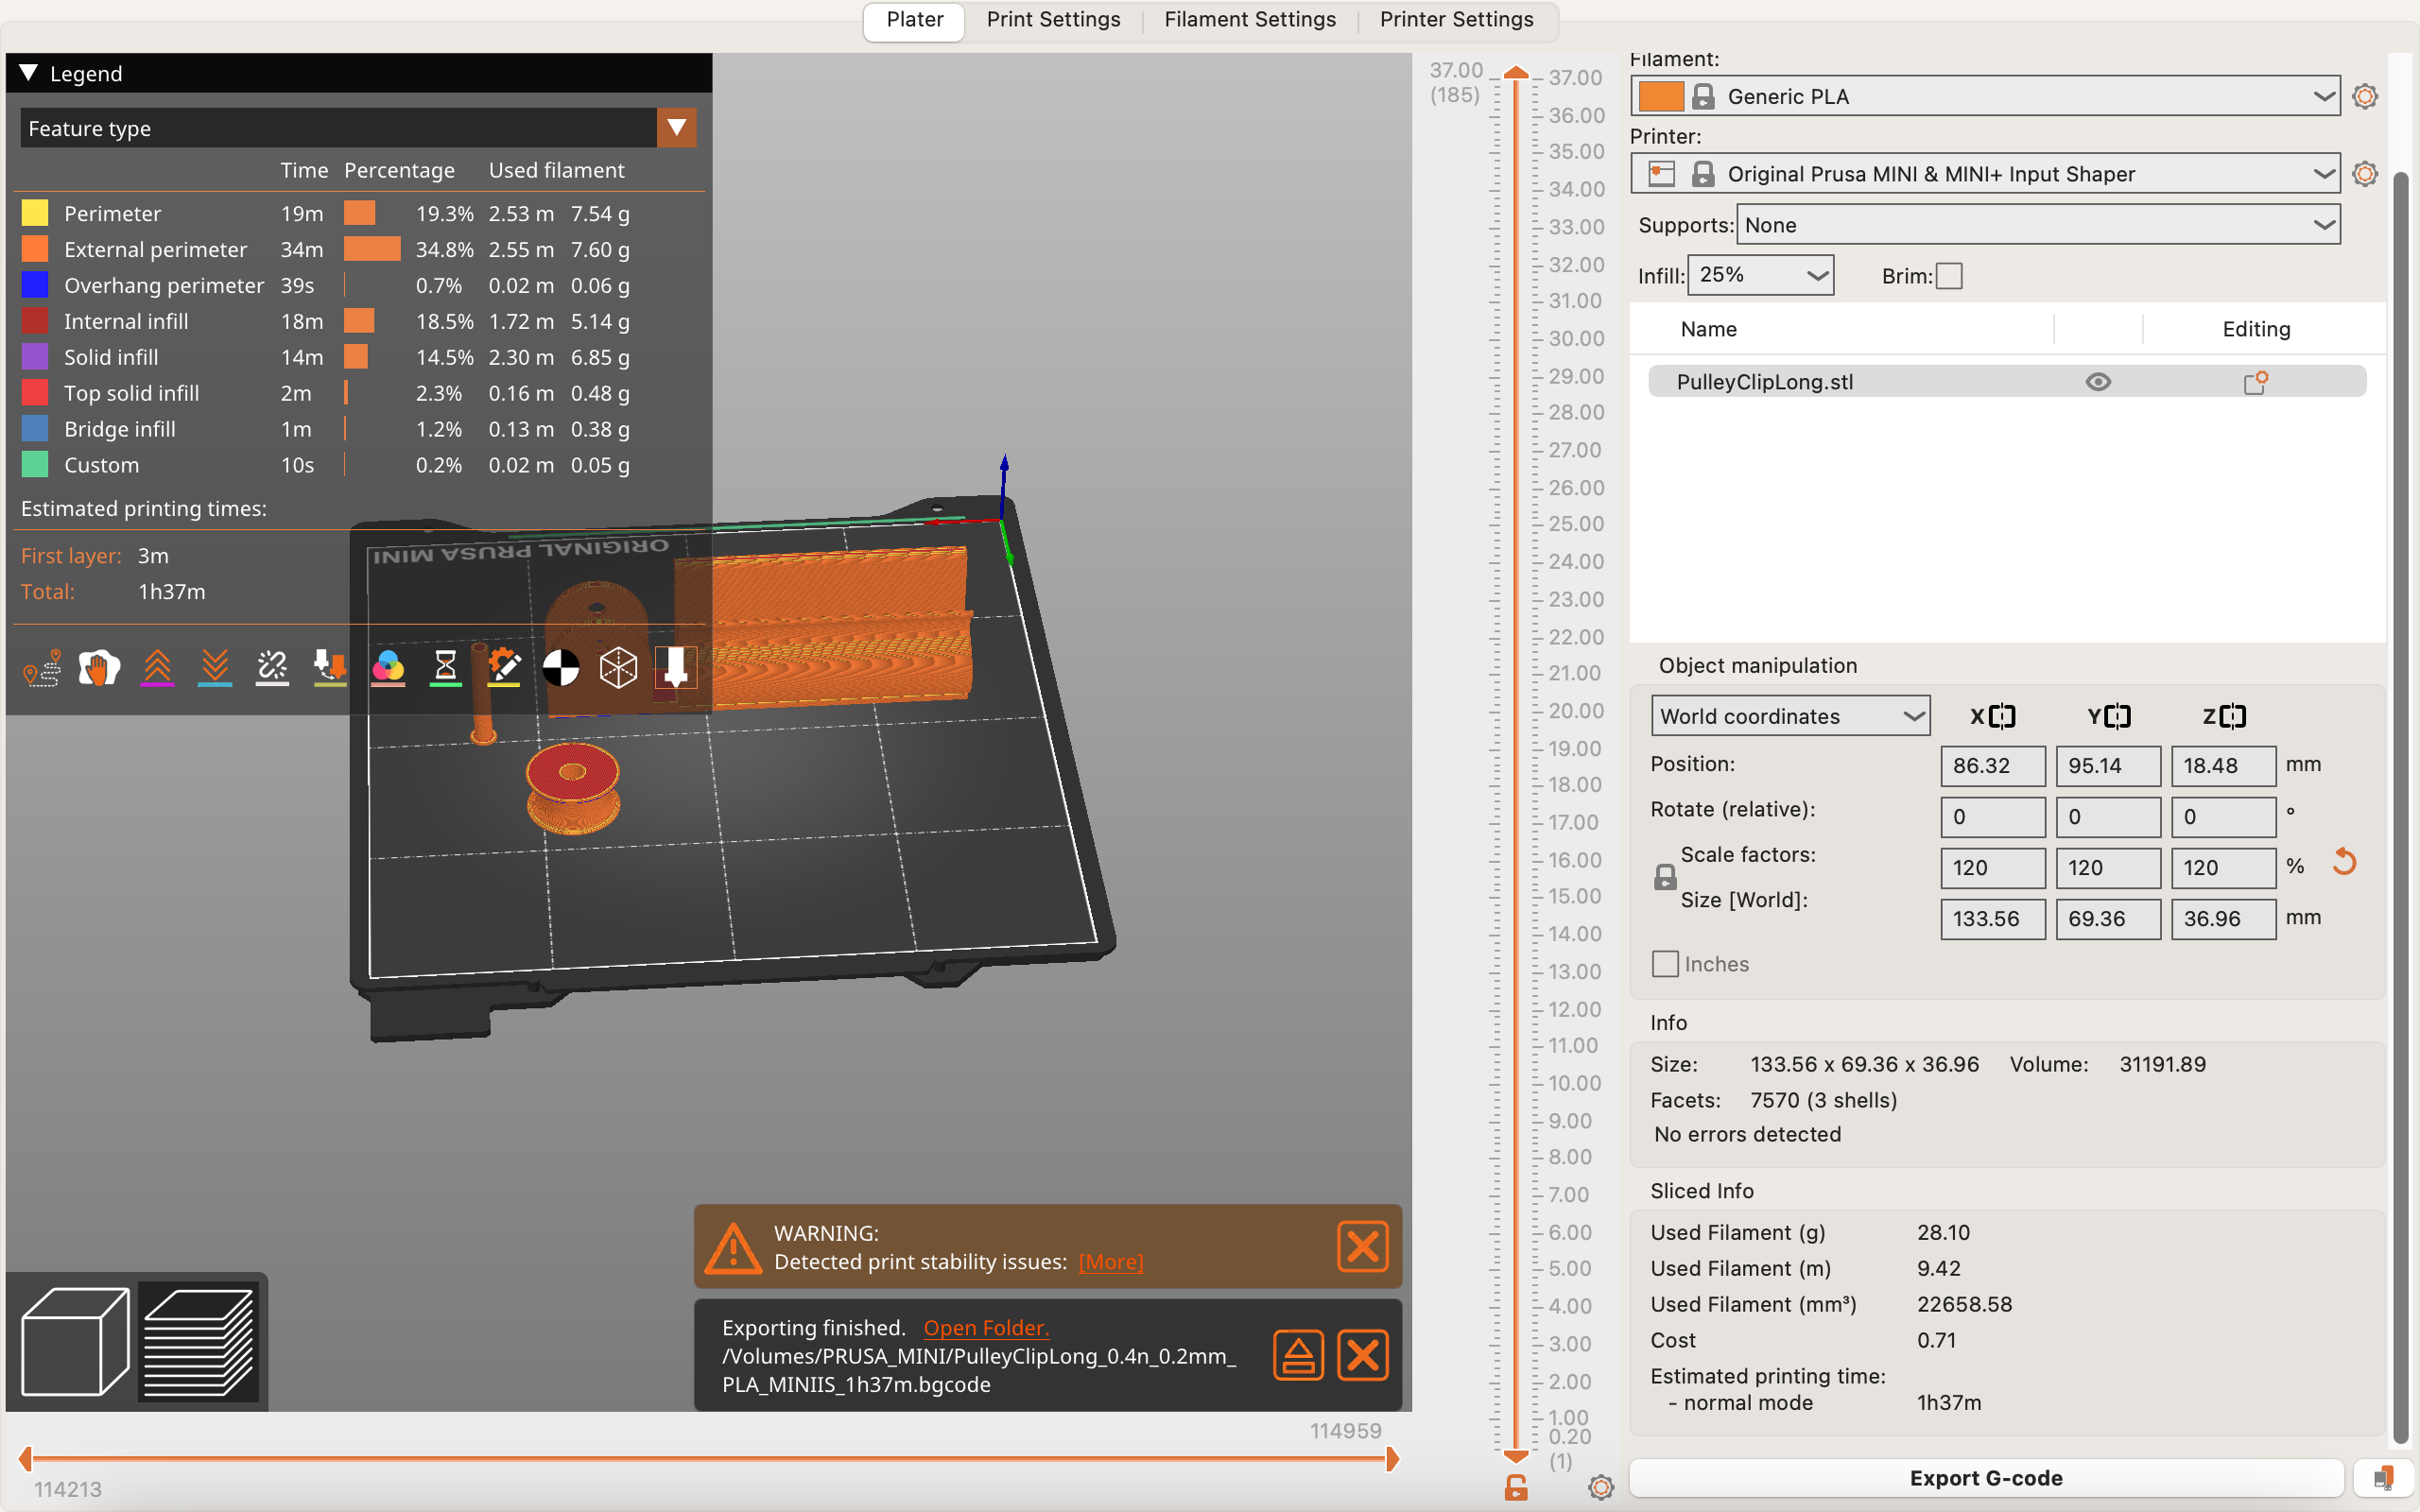 Plater Print Settings Filament Settings Printer Settings
Legend
Feature type
Time Percentage Used filament
Perimeter 19m 19.3% 2.53 m 7.54 g
External perimeter 34m 34.8% 2.55 m 7.60 g
Overhang perimeter 39s 0.7% 0.02 m 0.06 g
Internal infill 18m 18.5% 1.72 m 5.14 g
Solid infill 14m 14.5% 2.30 m 6.85 g
Top solid infill 2m 2.3% 0.16 m 0.48 g
Bridge infill 1m 1.2% 0.13 m 0.38 g
Custom 10s 0.2% 0.02 m 0.05 g
Estimated printing times:
First layer: 3m
Total: 1h37m
ORIGINAL PRUSA MINI
WARNING:
Detected print stability issues: [More]
Exporting finished. Open Folder.
/Volumes/PRUSA_MINI/PulleyClipLong_0.4n_0.2mm_
PLA_MINIIS_1h37m.bgcode
114959
114213
37.00
(185)
37.00
36.00
35.00
34.00
33.00
32.00
31.00
30.00
29.00
28.00
27.00
26.00
25.00
24.00
23.00
22.00
21.00
20.00
19.00
18.00
17.00
16.00
15.00
14.00
13.00
12.00
11.00
10.00
9.00
8.00
7.00
6.00
5.00
4.00
3.00
2.00
1.00
0.20
(1)
Filament:
Generic PLA
Printer:
Original Prusa MINI & MINI+ Input Shaper
Supports: None
Infill: 25% Brim:
Name Editing
PulleyClipLong.stl
Object manipulation
World coordinates X Y Z
Position: 86.32 95.14 18.48 mm
Rotate (relative): 0 0 0 °
Scale factors: 120 120 120 %
Size [World]: 133.56 69.36 36.96 mm
Inches
Info
Size: 133.56 x 69.36 x 36.96 Volume: 31191.89
Facets: 7570 (3 shells)
No errors detected
Sliced Info
Used Filament (g) 28.10
Used Filament (m) 9.42
Used Filament (mm³) 22658.58
Cost 0.71
Estimated printing time:
- normal mode 1h37m
Export G-code